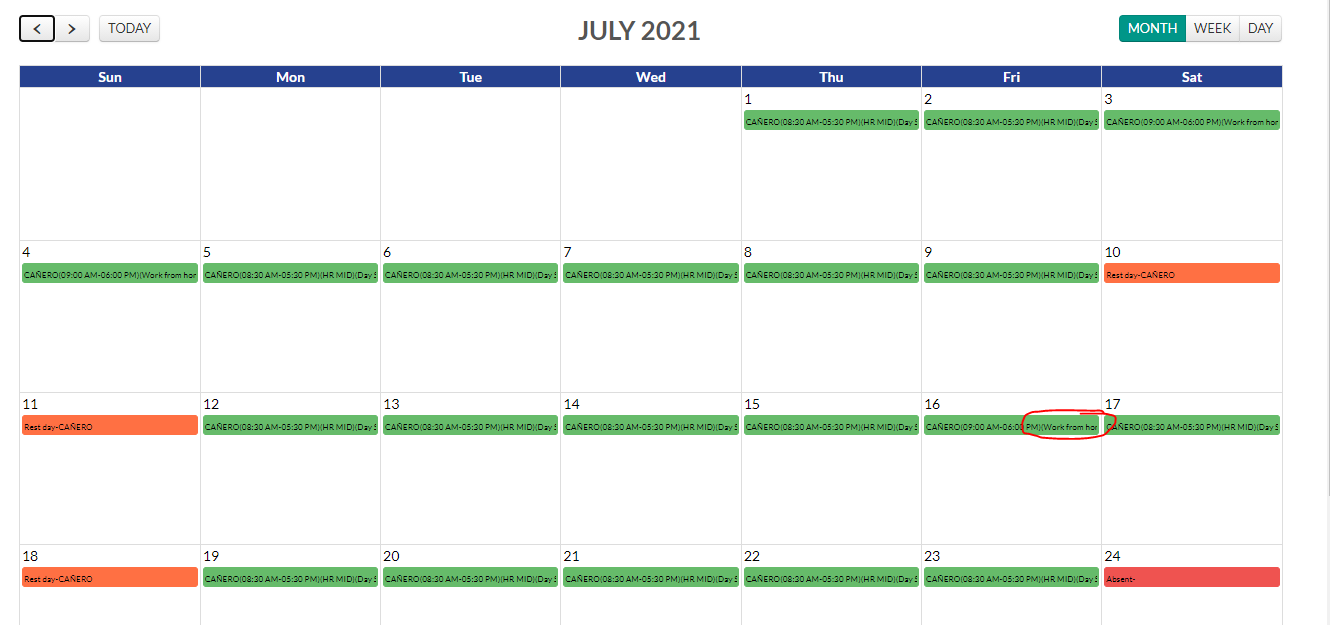 TODAY
JULY 2021
MONTH WEEK DAY
Sun Mon Tue Wed Thu Fri Sat
1 2 3
CAÑERO(08:30 AM-05:30 PM)(HR MID)(Day S CAÑERO(08:30 AM-05:30 PM)(HR MID)(Day S CAÑERO(09:00 AM-06:00 PM)(Work from hor
4 5 6 7 8 9 10
CAÑERO(09:00 AM-06:00 PM)(Work from hor CAÑERO(08:30 AM-05:30 PM)(HR MID)(Day S CAÑERO(08:30 AM-05:30 PM)(HR MID)(Day S CAÑERO(08:30 AM-05:30 PM)(HR MID)(Day S CAÑERO(08:30 AM-05:30 PM)(HR MID)(Day S CAÑERO(08:30 AM-05:30 PM)(HR MID)(Day S Rest day-CAÑERO
11 12 13 14 15 16 17
Rest day-CAÑERO CAÑERO(08:30 AM-05:30 PM)(HR MID)(Day S CAÑERO(08:30 AM-05:30 PM)(HR MID)(Day S CAÑERO(08:30 AM-05:30 PM)(HR MID)(Day S CAÑERO(08:30 AM-05:30 PM)(HR MID)(Day S CAÑERO(09:00 AM-06:00 PM)(Work from hor CAÑERO(08:30 AM-05:30 PM)(HR MID)(Day S
18 19 20 21 22 23 24
Rest day-CAÑERO CAÑERO(08:30 AM-05:30 PM)(HR MID)(Day S CAÑERO(08:30 AM-05:30 PM)(HR MID)(Day S CAÑERO(08:30 AM-05:30 PM)(HR MID)(Day S CAÑERO(08:30 AM-05:30 PM)(HR MID)(Day S CAÑERO(08:30 AM-05:30 PM)(HR MID)(Day S Absent-